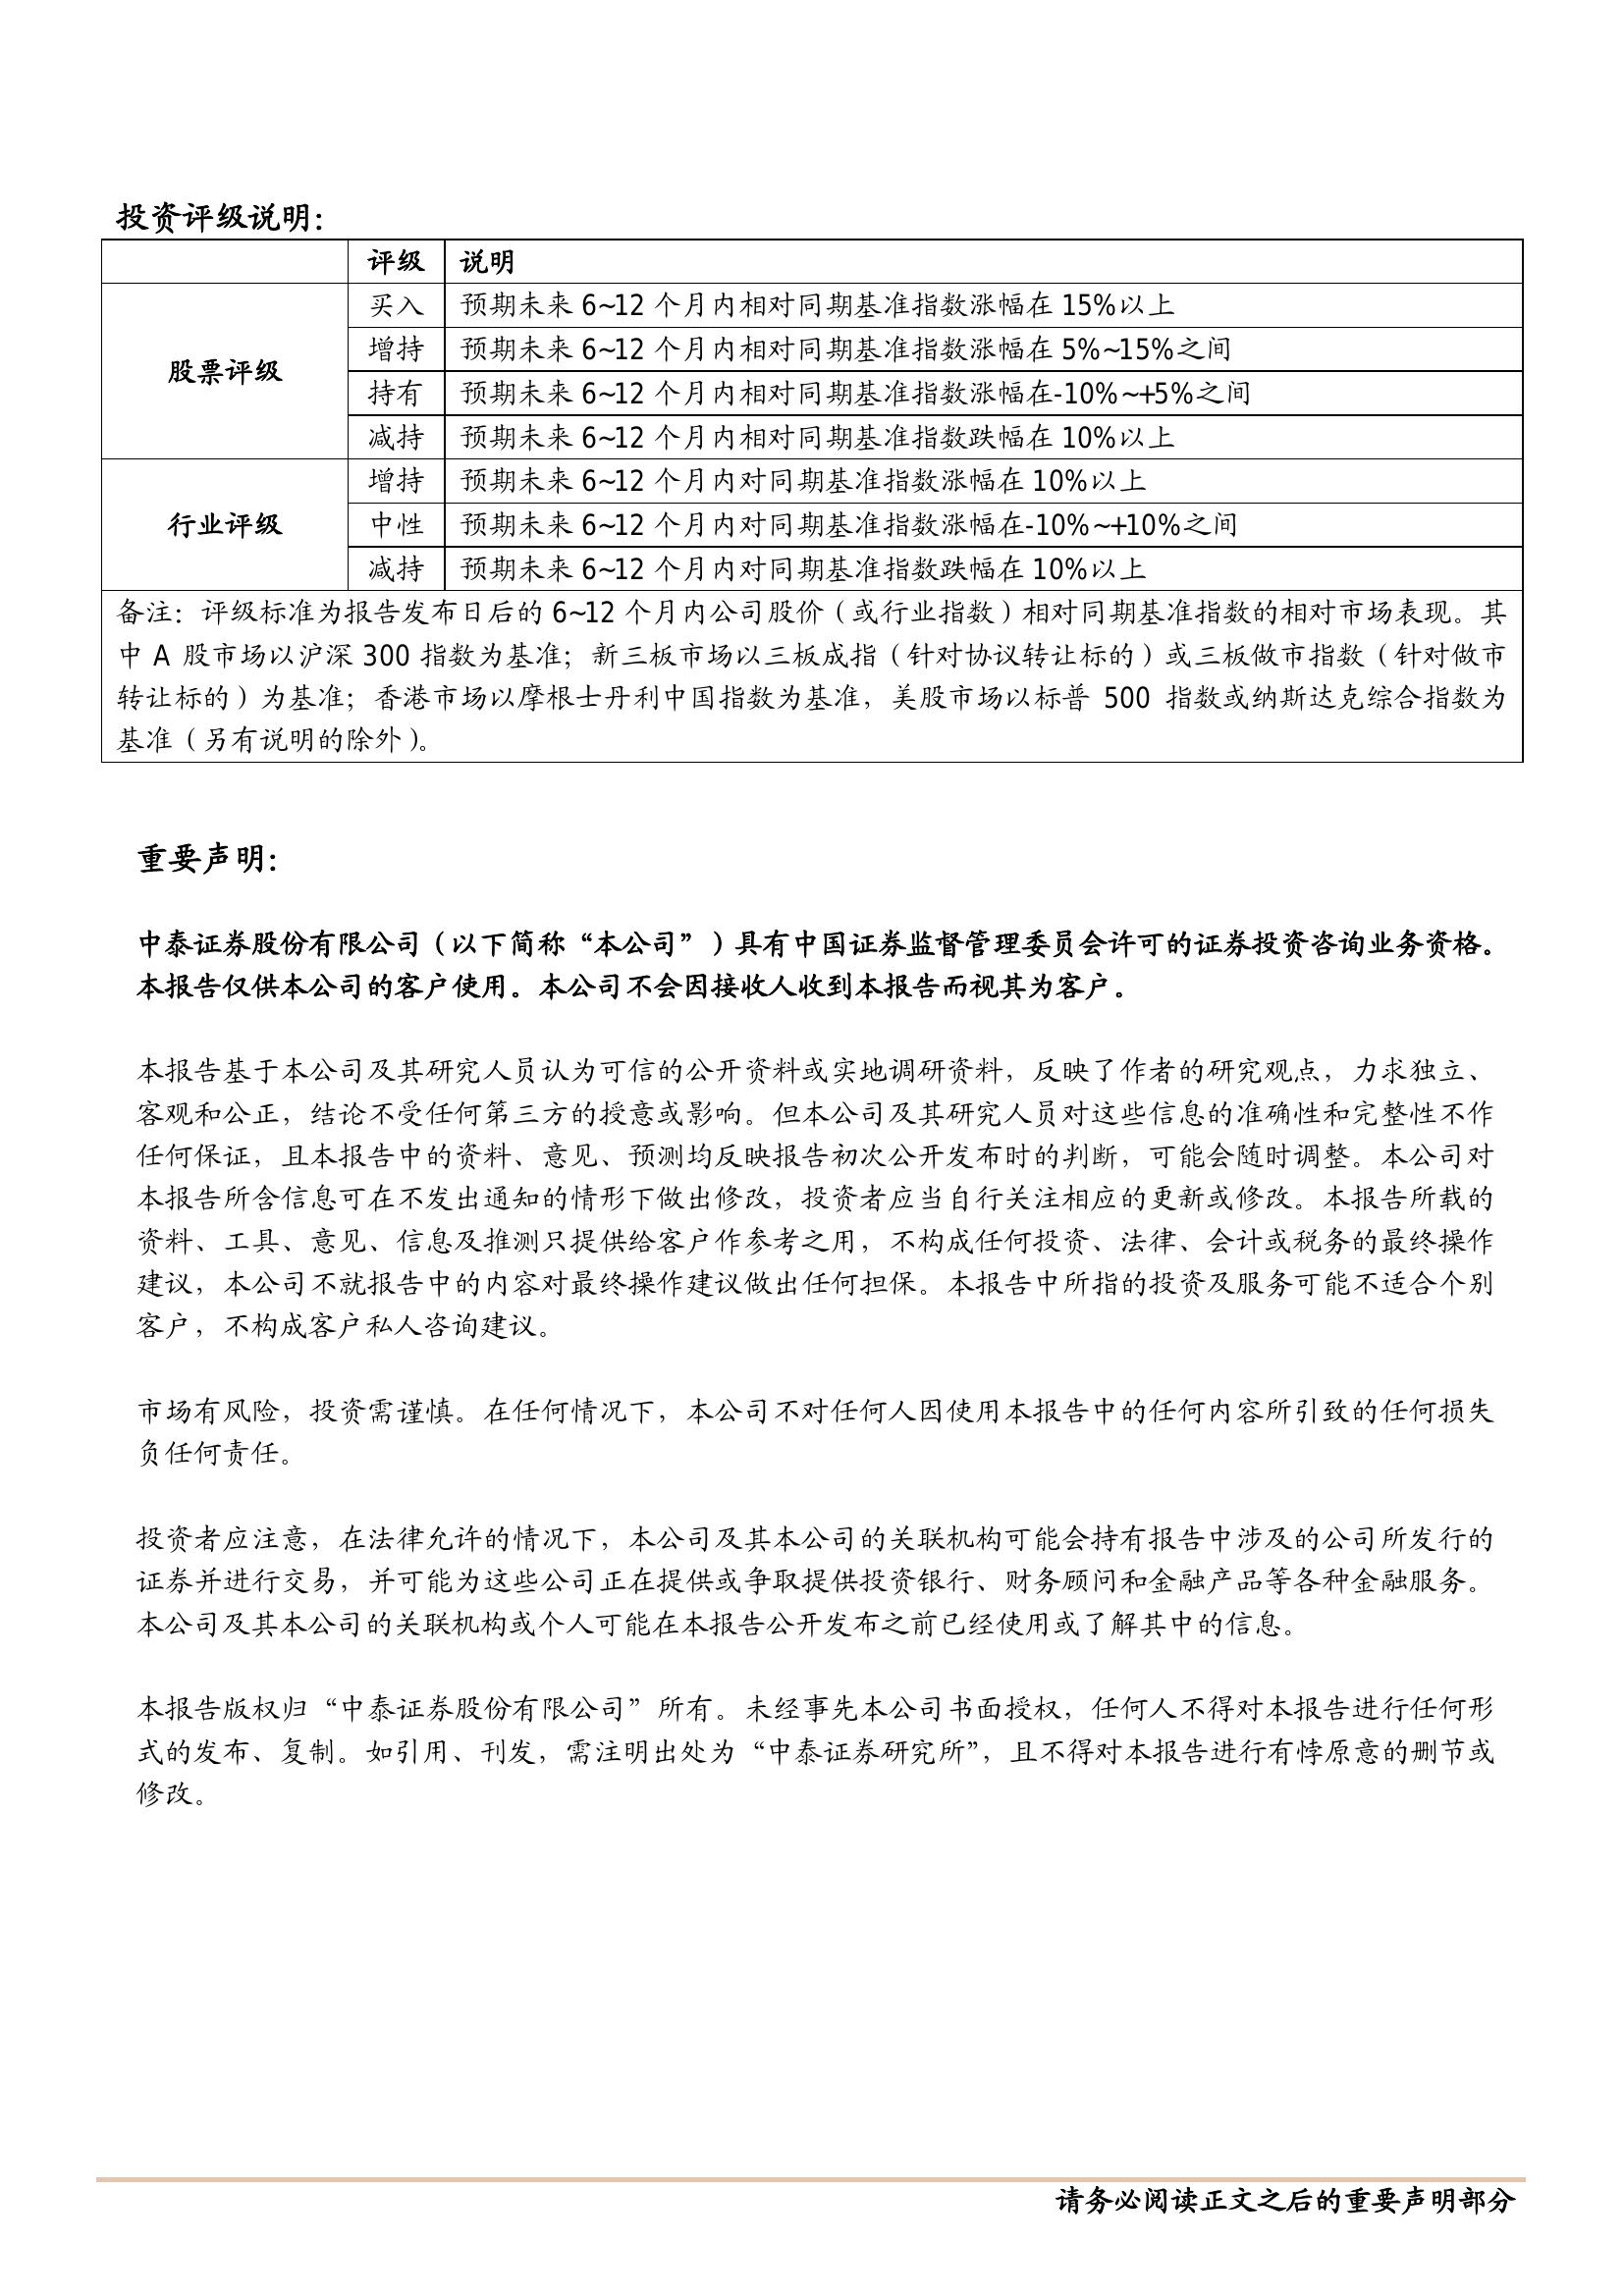 投资评级说明：
评级 说明
股票评级
买入 预期未来 6~12 个月内相对同期基准指数涨幅在 15%以上
增持 预期未来 6~12 个月内相对同期基准指数涨幅在 5%~15%之间
持有 预期未来 6~12 个月内相对同期基准指数涨幅在-10%~+5%之间
减持 预期未来 6~12 个月内相对同期基准指数跌幅在 10%以上
行业评级
增持 预期未来 6~12 个月内对同期基准指数涨幅在 10%以上
中性 预期未来 6~12 个月内对同期基准指数涨幅在-10%~+10%之间
减持 预期未来 6~12 个月内对同期基准指数跌幅在 10%以上
备注：评级标准为报告发布日后的 6~12 个月内公司股价（或行业指数）相对同期基准指数的相对市场表现。其
中 A 股市场以沪深 300 指数为基准；新三板市场以三板成指（针对协议转让标的）或三板做市指数（针对做市
转让标的）为基准；香港市场以摩根士丹利中国指数为基准，美股市场以标普 500 指数或纳斯达克综合指数为
基准（另有说明的除外）。
重要声明：
中泰证券股份有限公司（以下简称“本公司”）具有中国证券监督管理委员会许可的证券投资咨询业务资格。
本报告仅供本公司的客户使用。本公司不会因接收人收到本报告而视其为客户。
本报告基于本公司及其研究人员认为可信的公开资料或实地调研资料，反映了作者的研究观点，力求独立、
客观和公正，结论不受任何第三方的授意或影响。但本公司及其研究人员对这些信息的准确性和完整性不作
任何保证，且本报告中的资料、意见、预测均反映报告初次公开发布时的判断，可能会随时调整。本公司对
本报告所含信息可在不发出通知的情形下做出修改，投资者应当自行关注相应的更新或修改。本报告所载的
资料、工具、意见、信息及推测只提供给客户作参考之用，不构成任何投资、法律、会计或税务的最终操作
建议，本公司不就报告中的内容对最终操作建议做出任何担保。本报告中所指的投资及服务可能不适合个别
客户，不构成客户私人咨询建议。
市场有风险，投资需谨慎。在任何情况下，本公司不对任何人因使用本报告中的任何内容所引致的任何损失
负任何责任。
投资者应注意，在法律允许的情况下，本公司及其本公司的关联机构可能会持有报告中涉及的公司所发行的
证券并进行交易，并可能为这些公司正在提供或争取提供投资银行、财务顾问和金融产品等各种金融服务。
本公司及其本公司的关联机构或个人可能在本报告公开发布之前已经使用或了解其中的信息。
本报告版权归“中泰证券股份有限公司”所有。未经事先本公司书面授权，任何人不得对本报告进行任何形
式的发布、复制。如引用、刊发，需注明出处为“中泰证券研究所”，且不得对本报告进行有悖原意的删节或
修改。
请务必阅读正文之后的重要声明部分